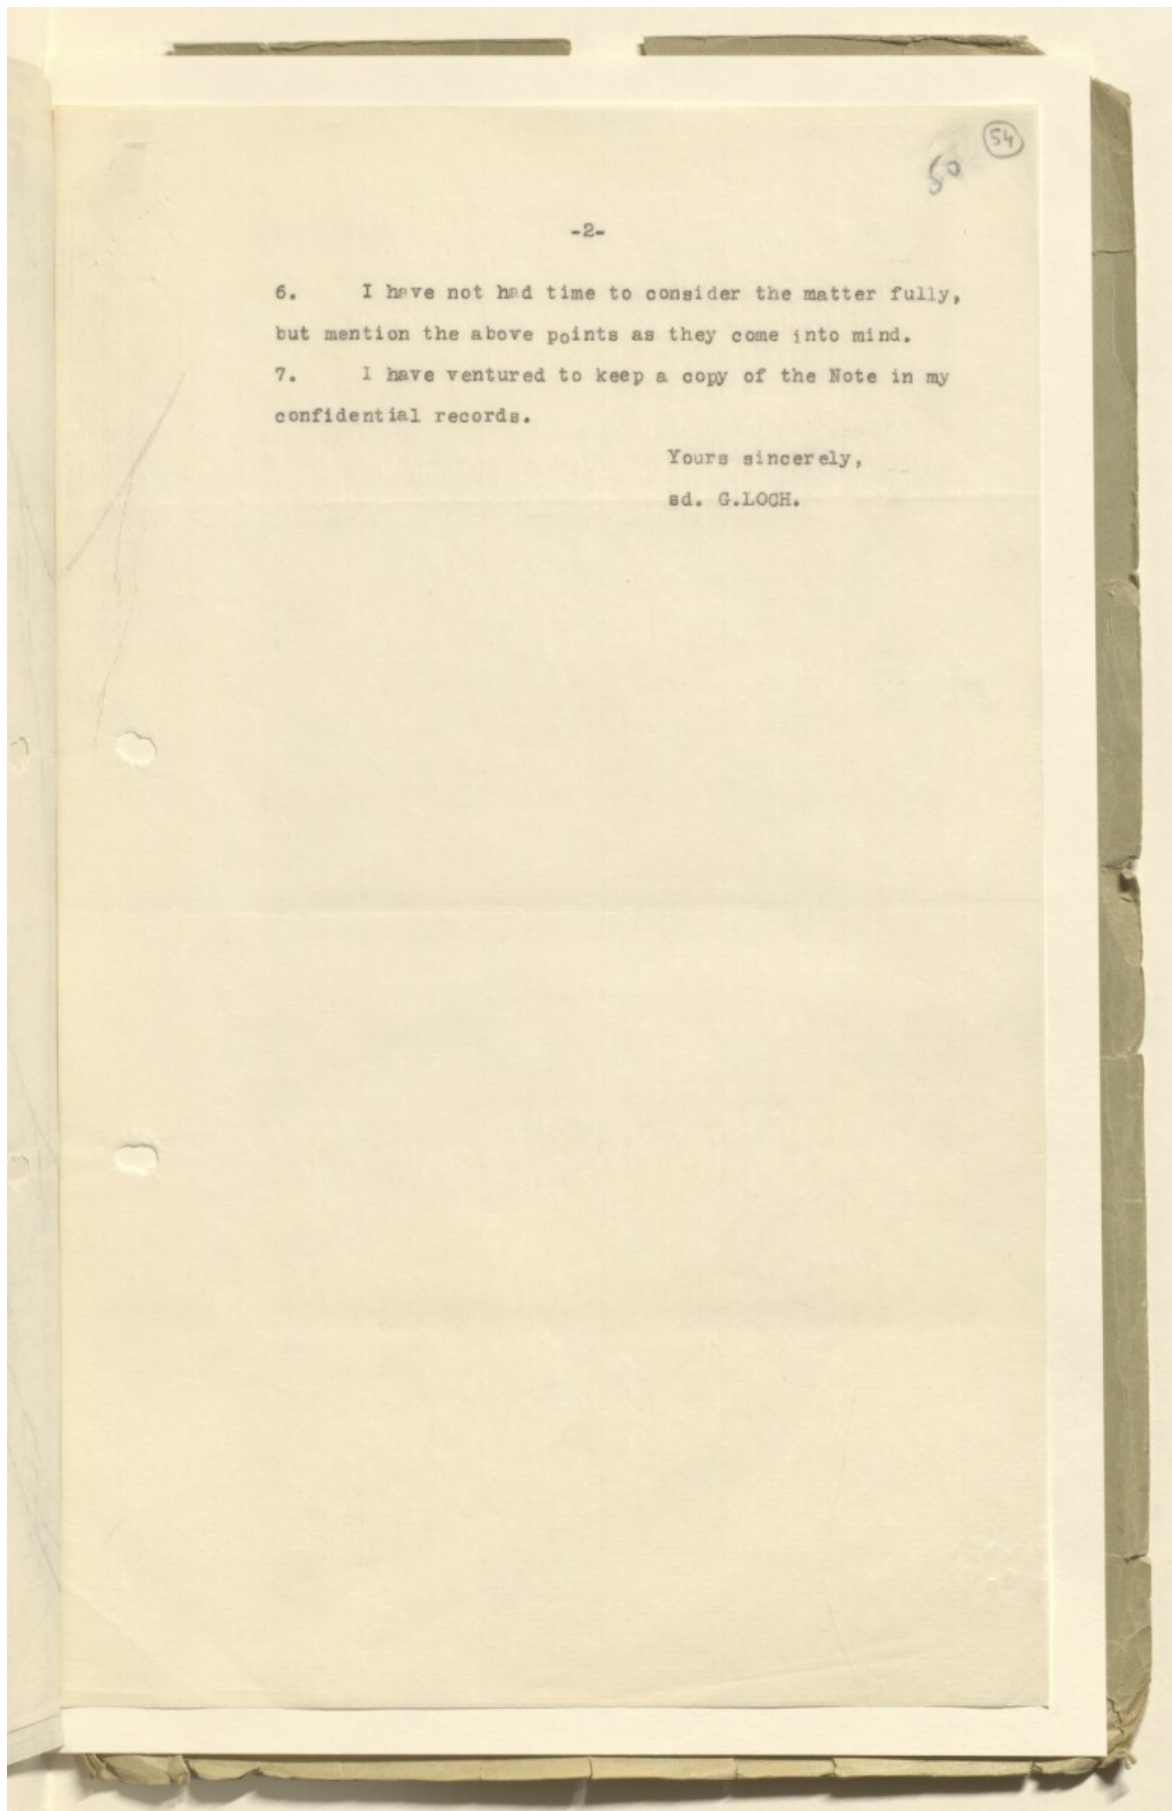 54
50
-2-
6. I have not had time to consider the matter fully,
but mention the above points as they come into mind.
7. I have ventured to keep a copy of the Note in my
confidential records.
Yours sincerely,
sd. G.LOCH.